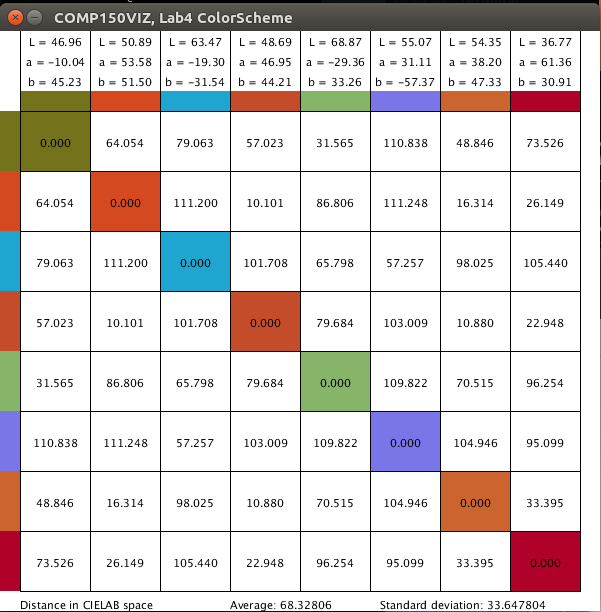 COMP150VIZ, Lab4 ColorScheme
L = 46.96 L = 50.89 L = 63.47 L = 48.69 L = 68.87 L = 55.07 L = 54.35 L = 36.77
a = −10.04 a = 53.58 a = −19.30 a = 46.95 a = −29.36 a = 31.11 a = 38.20 a = 61.36
b = 45.23 b = 51.50 b = −31.54 b = 44.21 b = 33.26 b = −57.37 b = 47.33 b = 30.91
0.000 64.054 79.063 57.023 31.565 110.838 48.846 73.526
64.054 0.000 111.200 10.101 86.806 111.248 16.314 26.149
79.063 111.200 0.000 101.708 65.798 57.257 98.025 105.440
57.023 10.101 101.708 0.000 79.684 103.009 10.880 22.948
31.565 86.806 65.798 79.684 0.000 109.822 70.515 96.254
110.838 111.248 57.257 103.009 109.822 0.000 104.946 95.099
48.846 16.314 98.025 10.880 70.515 104.946 0.000 33.395
73.526 26.149 105.440 22.948 96.254 95.099 33.395 0.000
Distance in CIELAB space Average: 68.32806 Standard deviation: 33.647804